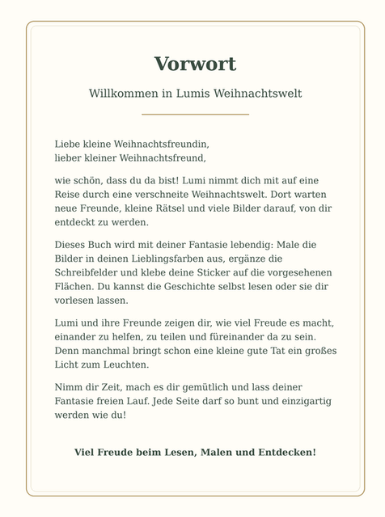 Vorwort
Willkommen in Lumis Weihnachtswelt
Liebe kleine Weihnachtsfreundin,
lieber kleiner Weihnachtsfreund,
wie schön, dass du da bist! Lumi nimmt dich mit auf eine
Reise durch eine verschneite Weihnachtswelt. Dort warten
neue Freunde, kleine Rätsel und viele Bilder darauf, von dir
entdeckt zu werden.
Dieses Buch wird mit deiner Fantasie lebendig: Male die
Bilder in deinen Lieblingsfarben aus, ergänze die
Schreibfelder und klebe deine Sticker auf die vorgesehenen
Flächen. Du kannst die Geschichte selbst lesen oder sie dir
vorlesen lassen.
Lumi und ihre Freunde zeigen dir, wie viel Freude es macht,
einander zu helfen, zu teilen und füreinander da zu sein.
Denn manchmal bringt schon eine kleine gute Tat ein großes
Licht zum Leuchten.
Nimm dir Zeit, mach es dir gemütlich und lass deiner
Fantasie freien Lauf. Jede Seite darf so bunt und einzigartig
werden wie du!
Viel Freude beim Lesen, Malen und Entdecken!